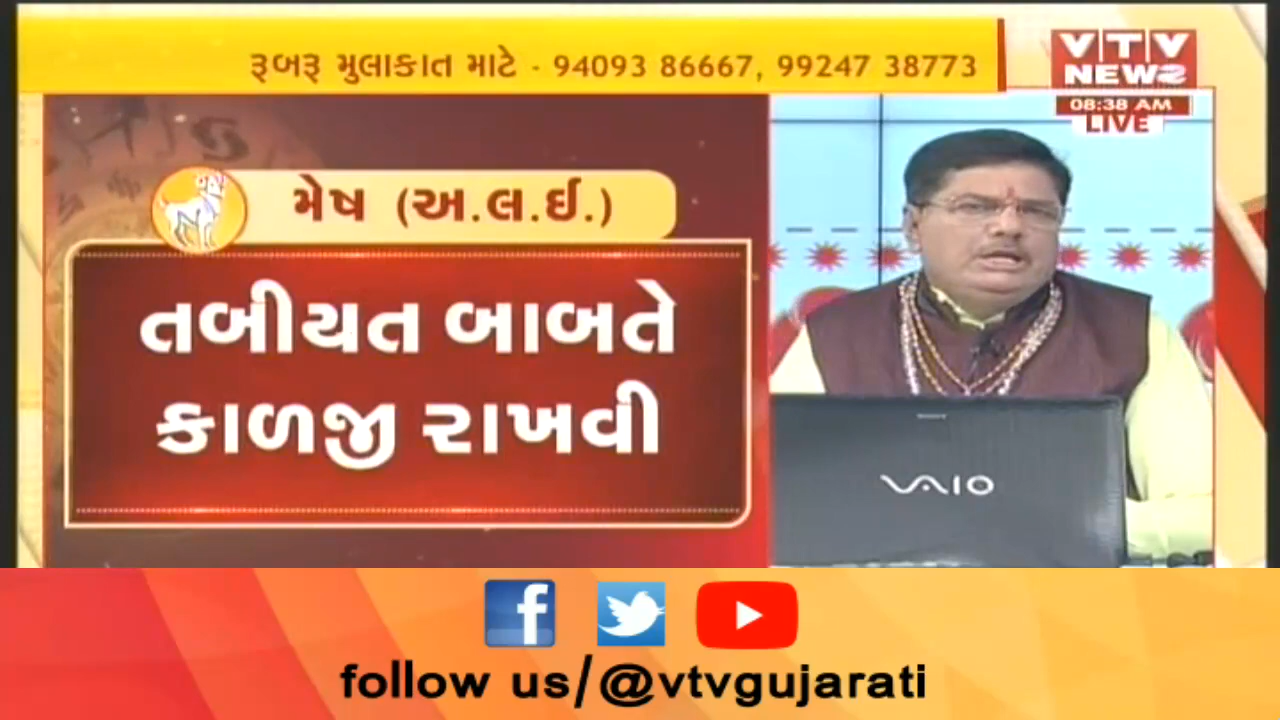 રૂબરૂ મુલાકાત માટે - 94093 86667, 99247 38773
VTV
NEWS
08:38 AM
LIVE
મેષ (અ.લ.ઈ.)
તબીયત બાબતે
કાળજી રાખવી
VAIO
follow us/@vtvgujarati